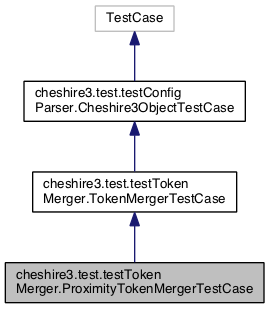 TestCase
cheshire3.test.testConfig
Parser.Cheshire3ObjectTestCase
cheshire3.test.testToken
Merger.TokenMergerTestCase
cheshire3.test.testToken
Merger.ProximityTokenMergerTestCase